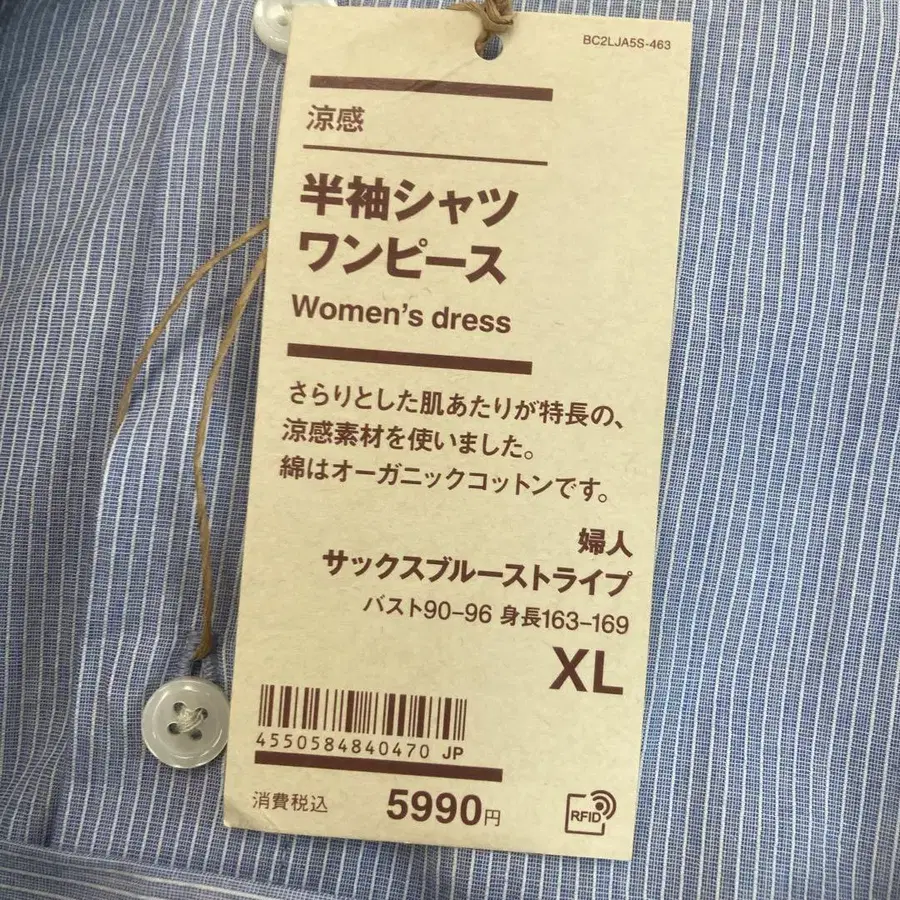 BC2LJA5S-463
涼感
半袖シャツ
ワンピース
Women's dress
さらりとした肌あたりが特長の、
涼感素材を使いました。
綿はオーガニックコットンです。
婦人
サックスブルーストライプ
バスト90-96 身長163-169
XL
4550584840470 JP
消費税込 5990円
RFID